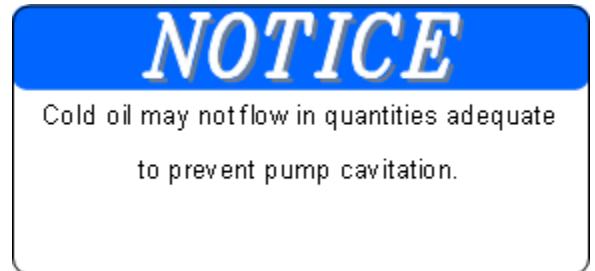 NOTICE
Cold oil may not flow in quantities adequate
to prevent pump cavitation.